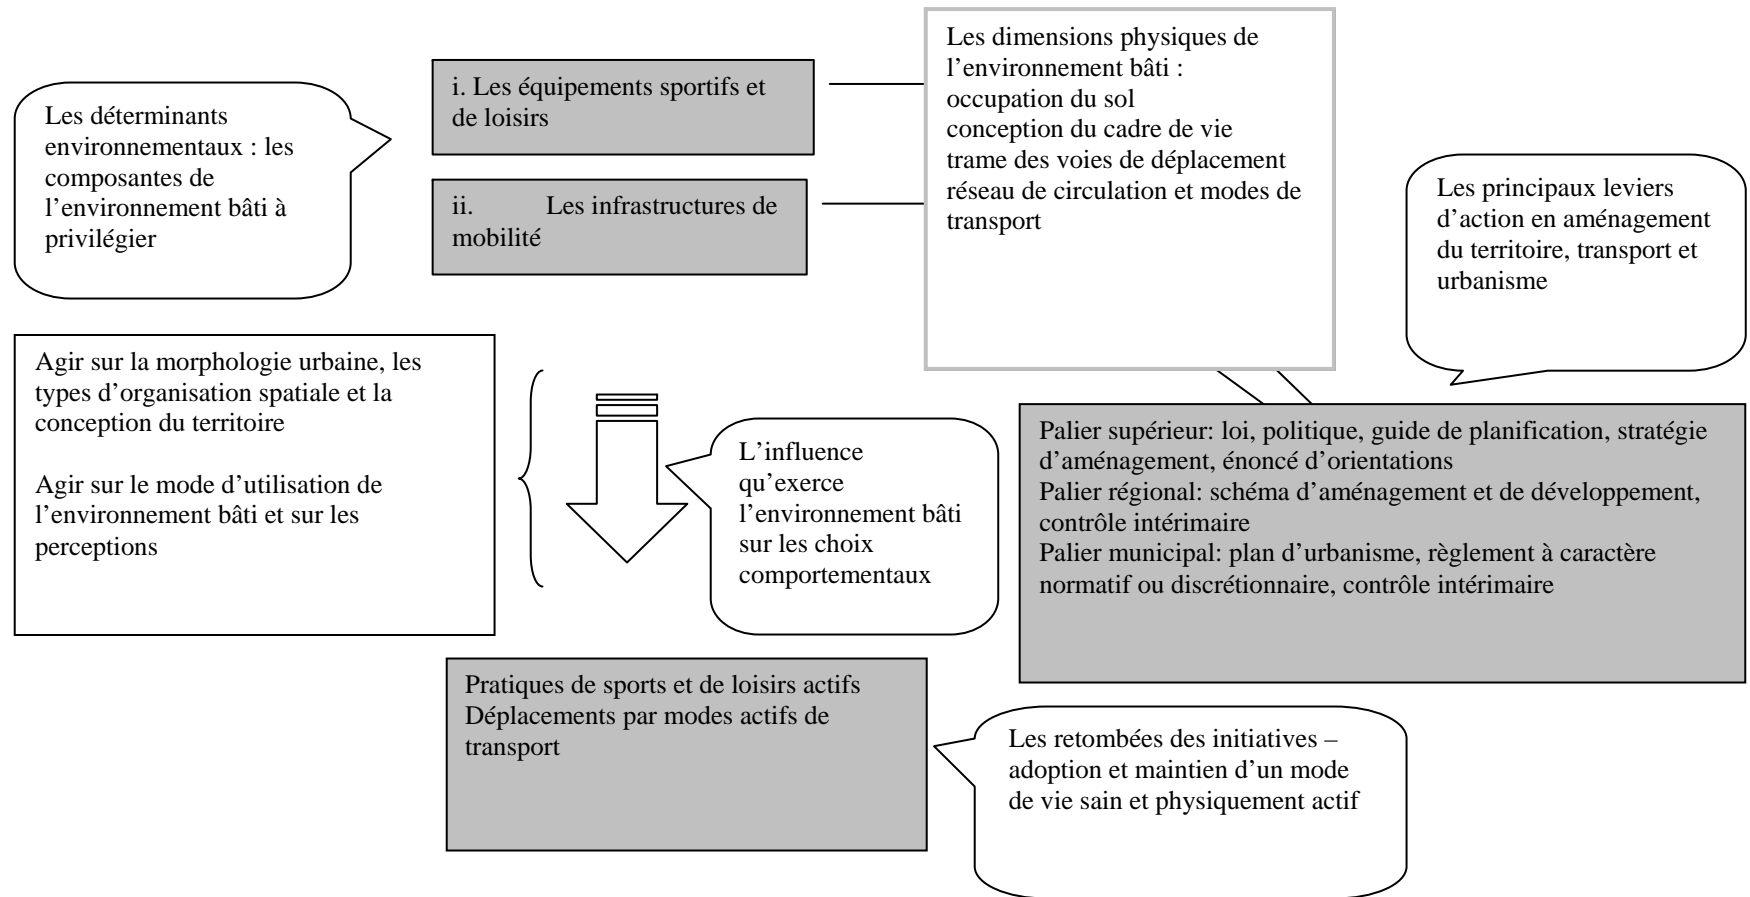 Les déterminants
environnementaux : les
composantes de
l’environnement bâti à
privilégier
i. Les équipements sportifs et
de loisirs
ii. Les infrastructures de
mobilité
Les dimensions physiques de
l’environnement bâti :
occupation du sol
conception du cadre de vie
trame des voies de déplacement
réseau de circulation et modes de
transport
Les principaux leviers
d’action en aménagement
du territoire, transport et
urbanisme
Agir sur la morphologie urbaine, les
types d’organisation spatiale et la
conception du territoire
Agir sur le mode d’utilisation de
l’environnement bâti et sur les
perceptions
L’influence
qu’exerce
l’environnement bâti
sur les choix
comportementaux
Palier supérieur: loi, politique, guide de planification, stratégie
d’aménagement, énoncé d’orientations
Palier régional: schéma d’aménagement et de développement,
contrôle intérimaire
Palier municipal: plan d’urbanisme, règlement à caractère
normatif ou discrétionnaire, contrôle intérimaire
Pratiques de sports et de loisirs actifs
Déplacements par modes actifs de
transport
Les retombées des initiatives –
adoption et maintien d’un mode
de vie sain et physiquement actif